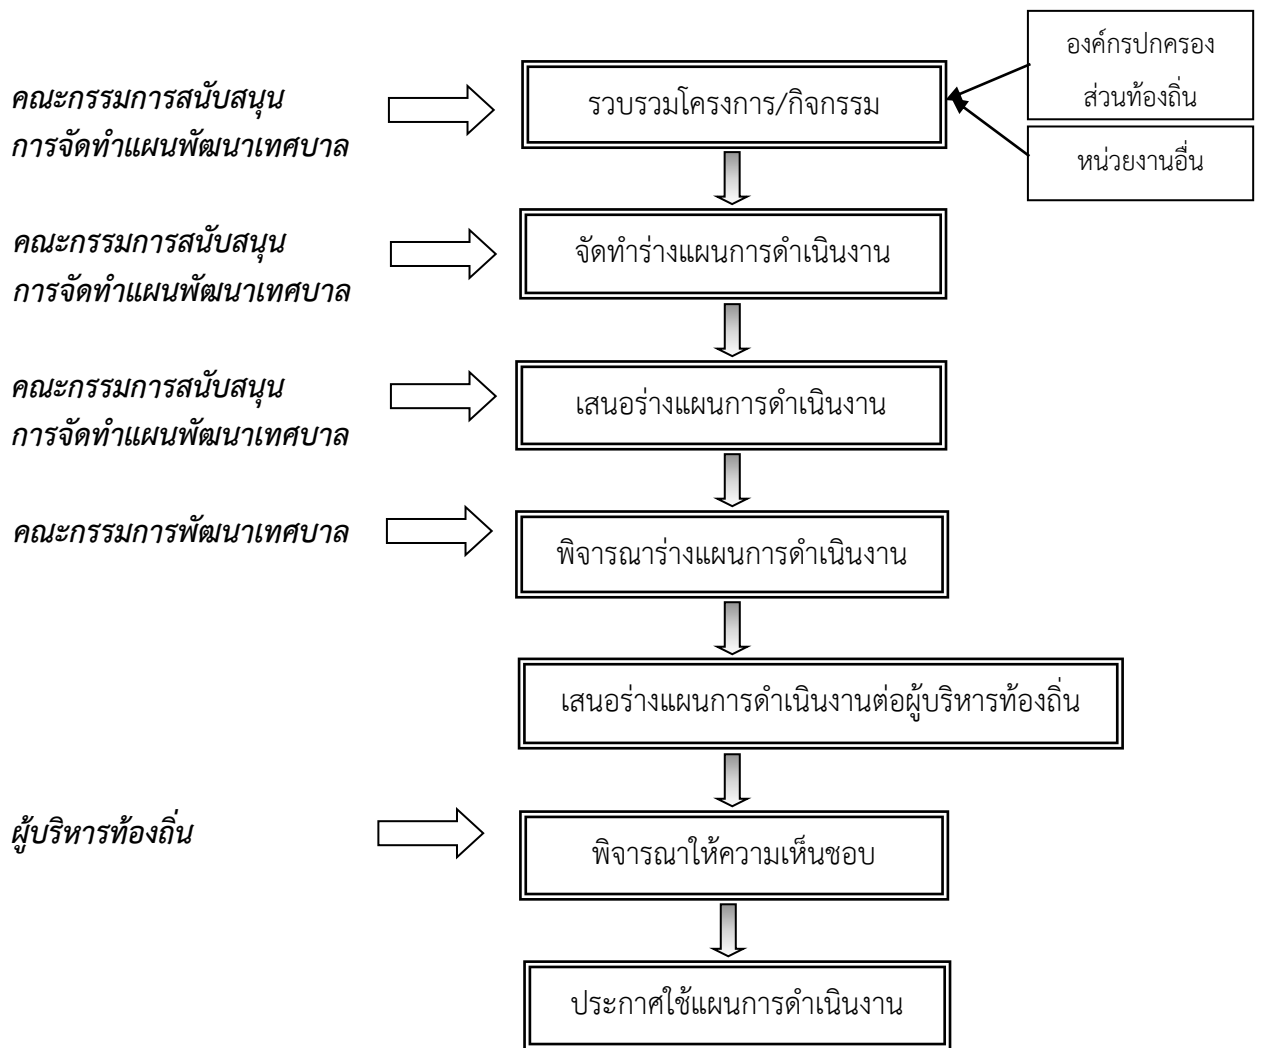 องค์กรปกครอง
ส่วนท้องถิ่น
คณะกรรมการสนับสนุน
การจัดทำแผนพัฒนาเทศบาล
รวบรวมโครงการ/กิจกรรม
หน่วยงานอื่น
คณะกรรมการสนับสนุน
การจัดทำแผนพัฒนาเทศบาล
จัดทำร่างแผนการดำเนินงาน
คณะกรรมการสนับสนุน
การจัดทำแผนพัฒนาเทศบาล
เสนอร่างแผนการดำเนินงาน
คณะกรรมการพัฒนาเทศบาล
พิจารณาร่างแผนการดำเนินงาน
เสนอร่างแผนการดำเนินงานต่อผู้บริหารท้องถิ่น
ผู้บริหารท้องถิ่น
พิจารณาให้ความเห็นชอบ
ประกาศใช้แผนการดำเนินงาน